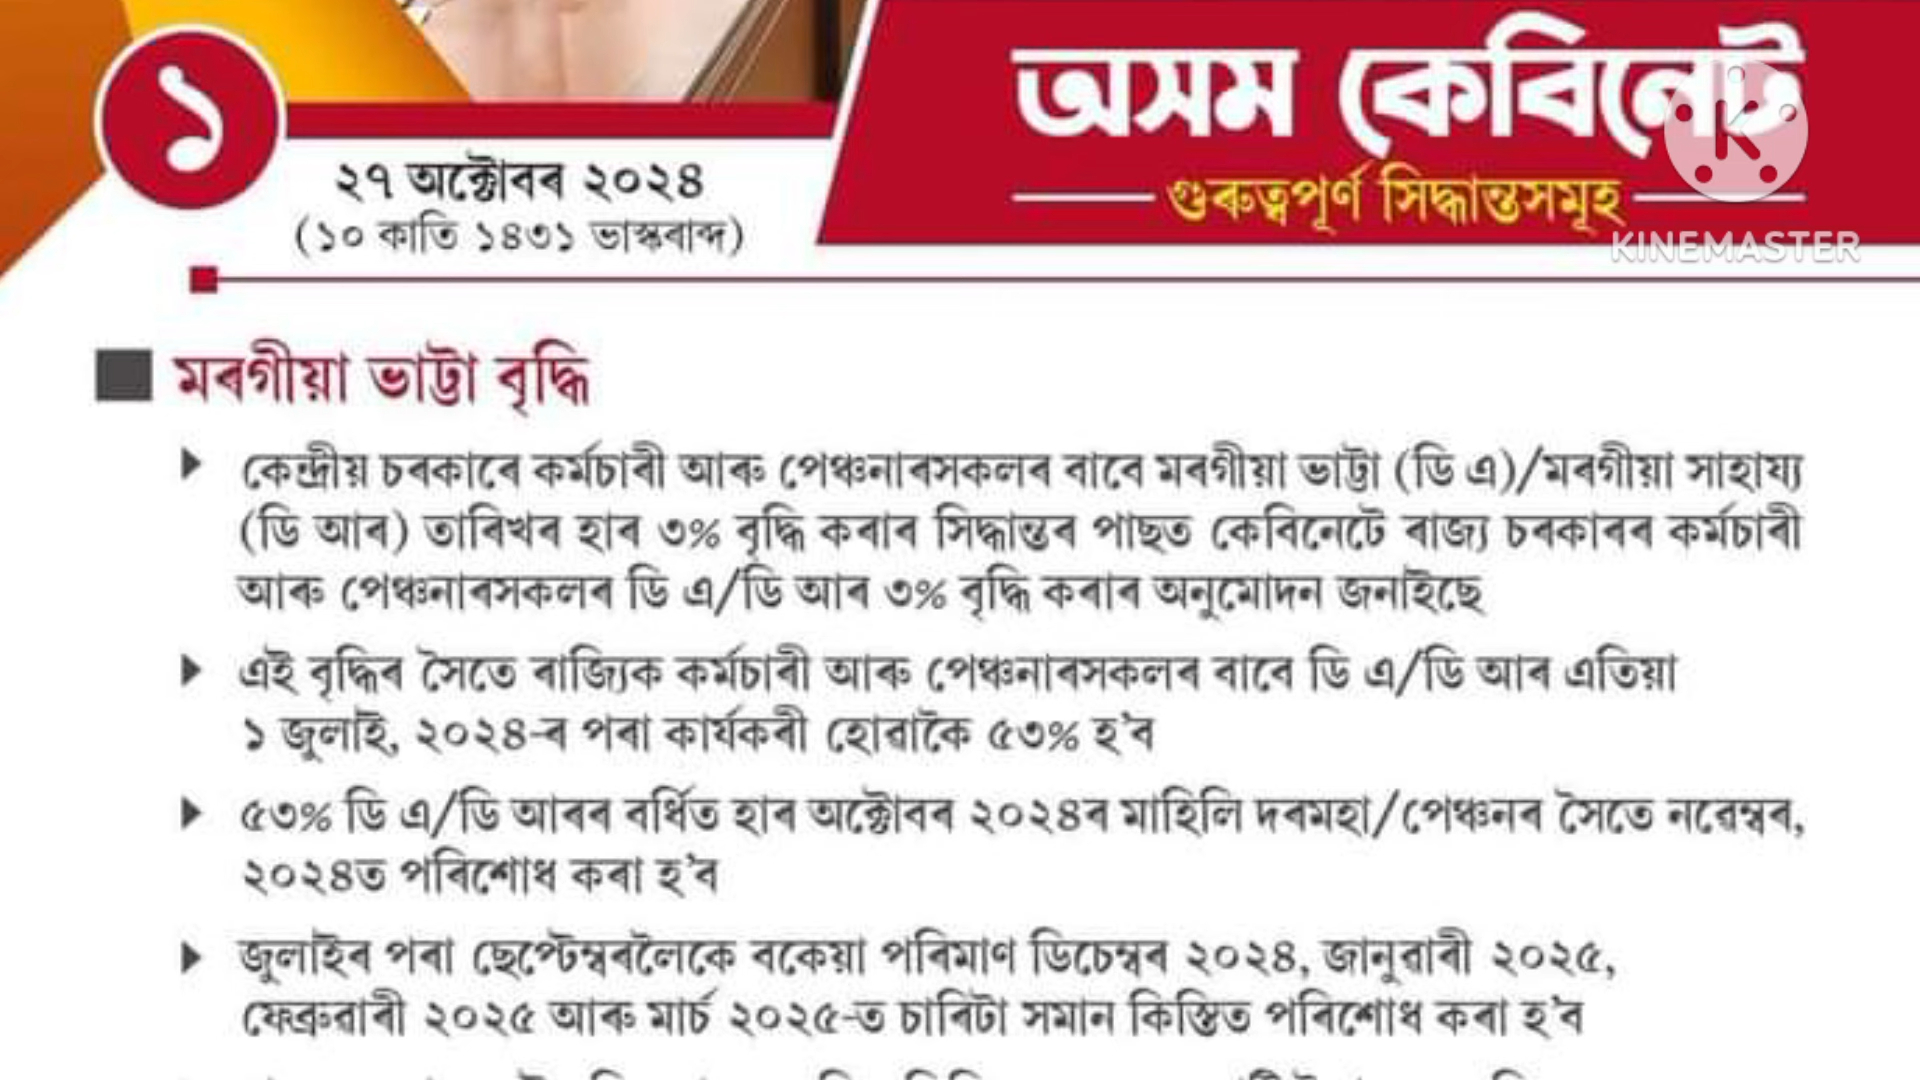 ১
অসম কেবিনেট
২৭ অক্টোবৰ ২০২৪
(১০ কাতি ১৪৩১ ভাস্কৰাব্দ)
গুৰুত্বপূৰ্ণ সিদ্ধান্তসমূহ
KINEMASTER
মৰগীয়া ভাট্টা বৃদ্ধি
কেন্দ্ৰীয় চৰকাৰে কৰ্মচাৰী আৰু পেঞ্চনাৰসকলৰ বাবে মৰগীয়া ভাট্টা (ডি এ)/মৰগীয়া সাহায্য
(ডি আৰ) তাৰিখৰ হাৰ ৩% বৃদ্ধি কৰাৰ সিদ্ধান্তৰ পাছত কেবিনেটে ৰাজ্য চৰকাৰৰ কৰ্মচাৰী
আৰু পেঞ্চনাৰসকলৰ ডি এ/ডি আৰ ৩% বৃদ্ধি কৰাৰ অনুমোদন জনাইছে
এই বৃদ্ধিৰ সৈতে ৰাজ্যিক কৰ্মচাৰী আৰু পেঞ্চনাৰসকলৰ বাবে ডি এ/ডি আৰ এতিয়া
১ জুলাই, ২০২৪-ৰ পৰা কাৰ্যকৰী হোৱাকৈ ৫৩% হ'ব
৫৩% ডি এ/ডি আৰৰ বৰ্ধিত হাৰ অক্টোবৰ ২০২৪ৰ মাহিলি দৰমহা/পেঞ্চনৰ সৈতে নৱেম্বৰ,
২০২৪ত পৰিশোধ কৰা হ'ব
জুলাইৰ পৰা ছেপ্টেম্বৰলৈকে বকেয়া পৰিমাণ ডিচেম্বৰ ২০২৪, জানুৱাৰী ২০২৫,
ফেব্ৰুৱাৰী ২০২৫ আৰু মাৰ্চ ২০২৫-ত চাৰিটা সমান কিস্তিত পৰিশোধ কৰা হ'ব